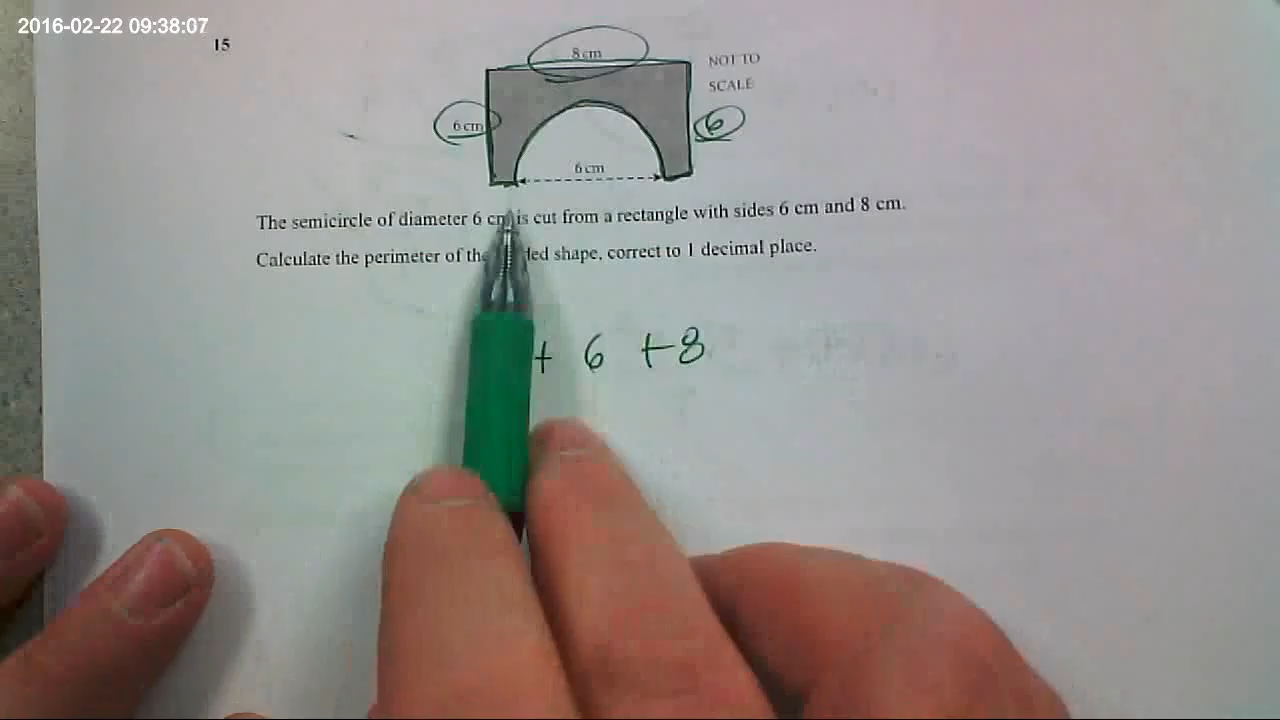 2016-02-22 09:38:07
15
8 cm
NOT TO
SCALE
6 cm
6
6 cm
The semicircle of diameter 6 cm is cut from a rectangle with sides 6 cm and 8 cm.
Calculate the perimeter of the shape, correct to 1 decimal place.
+ 6 +8